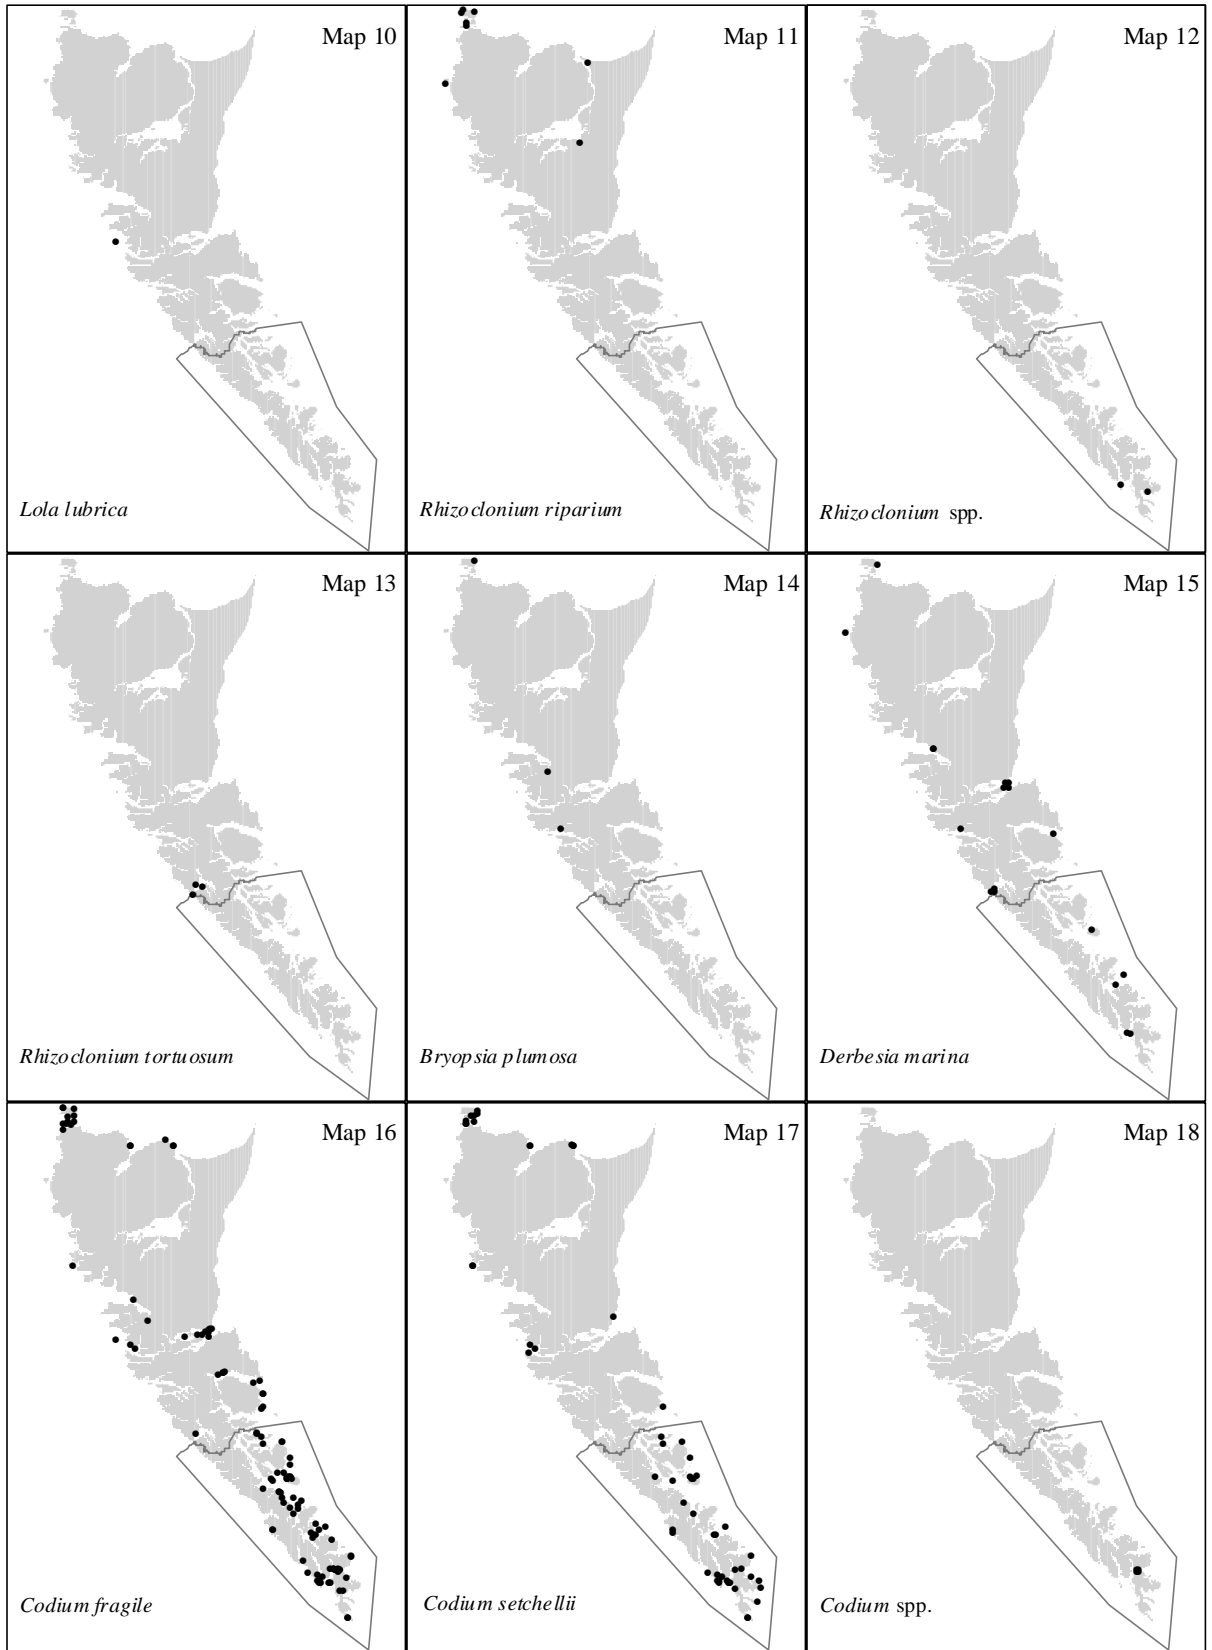 Map 10
Map 11
Map 12
Lola lubrica
Rhizoclonium riparium
Rhizoclonium spp.
Map 13
Map 14
Map 15
Rhizoclonium tortuosum
Bryopsia plumosa
Derbesia marina
Map 16
Map 17
Map 18
Codium fragile
Codium setchellii
Codium spp.